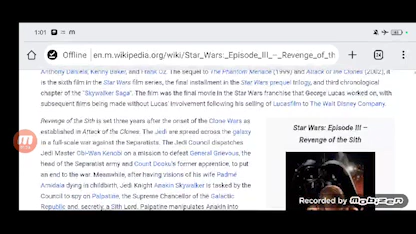 1:01
Offline en.m.wikipedia.org/wiki/Star_Wars:_Episode_III_–_Revenge_of_th
Anthony Daniels, Kenny Baker, and Frank Oz. The sequel to The Phantom Menace (1999) and Attack of the Clones (2002), it
is the sixth film in the Star Wars film series, the final installment in the Star Wars prequel trilogy, and third chronological
chapter of the "Skywalker Saga". The film was the final movie in the Star Wars franchise that George Lucas worked on, with
subsequent films being made without Lucas' involvement following his selling of Lucasfilm to The Walt Disney Company.
Revenge of the Sith is set three years after the onset of the Clone Wars as
established in Attack of the Clones. The Jedi are spread across the galaxy
in a full-scale war against the Separatists. The Jedi Council dispatches
Jedi Master Obi-Wan Kenobi on a mission to defeat General Grievous, the
head of the Separatist army and Count Dooku's former apprentice, to put
an end to the war. Meanwhile, after having visions of his wife Padmé
Amidala dying in childbirth, Jedi Knight Anakin Skywalker is tasked by the
Council to spy on Palpatine, the Supreme Chancellor of the Galactic
Republic and, secretly, a Sith Lord. Palpatine manipulates Anakin into
Star Wars: Episode III –
Revenge of the Sith
Recorded by Mobizen